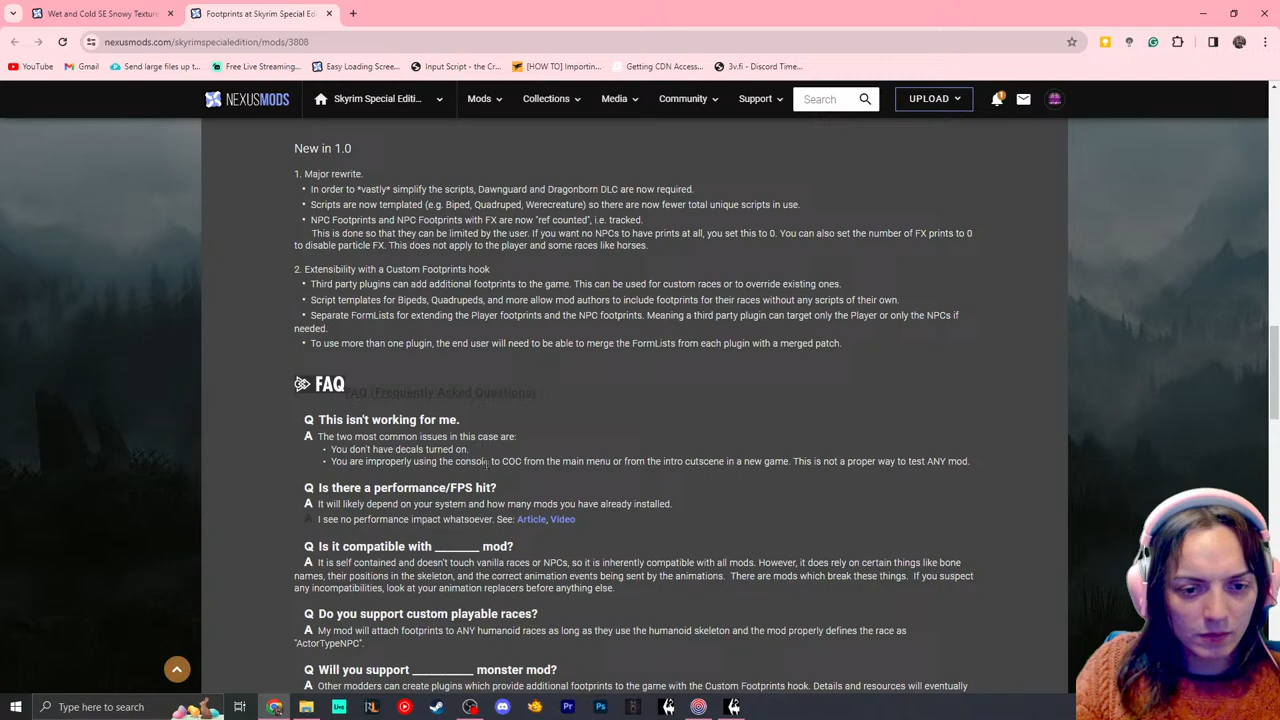 Wet and Cold SE Snowy Texture
Footprints at Skyrim Special Edi
nexusmods.com/skyrimspecialedition/mods/3808
YouTube
Gmail
Send large files up t...
Free Live Streaming...
Easy Loading Scree...
Input Script - the Cr...
[HOW TO] Importin...
Getting CDN Access...
3v.fi - Discord Time...
NEXUSMODS
Skyrim Special Editi...
Mods
Collections
Media
Community
Support
Search
UPLOAD
1
New in 1.0
1. Major rewrite.
• In order to *vastly* simplify the scripts, Dawnguard and Dragonborn DLC are now required.
• Scripts are now templated (e.g. Biped, Quadruped, Werecreature) so there are now fewer total unique scripts in use.
• NPC Footprints and NPC Footprints with FX are now "ref counted", i.e. tracked.
This is done so that they can be limited by the user. If you want no NPCs to have prints at all, you set this to 0. You can also set the number of FX prints to 0
to disable particle FX. This does not apply to the player and some races like horses.
2. Extensibility with a Custom Footprints hook
• Third party plugins can add additional footprints to the game. This can be used for custom races or to override existing ones.
• Script templates for Bipeds, Quadrupeds, and more allow mod authors to include footprints for their races without any scripts of their own.
• Separate FormLists for extending the Player footprints and the NPC footprints. Meaning a third party plugin can target only the Player or only the NPCs if
needed.
• To use more than one plugin, the end user will need to be able to merge the FormLists from each plugin with a merged patch.
FAQ
FAQ (Frequently Asked Questions)
Q This isn't working for me.
A The two most common issues in this case are:
• You don't have decals turned on.
• You are improperly using the console to COC from the main menu or from the intro cutscene in a new game. This is not a proper way to test ANY mod.
Q Is there a performance/FPS hit?
A It will likely depend on your system and how many mods you have already installed.
A I see no performance impact whatsoever. See: Article, Video
Q Is it compatible with ________ mod?
A It is self contained and doesn't touch vanilla races or NPCs, so it is inherently compatible with all mods. However, it does rely on certain things like bone
names, their positions in the skeleton, and the correct animation events being sent by the animations. There are mods which break these things. If you suspect
any incompatibilities, look at your animation replacers before anything else.
Q Do you support custom playable races?
A My mod will attach footprints to ANY humanoid races as long as they use the humanoid skeleton and the mod properly defines the race as
"ActorTypeNPC".
Q Will you support ___________ monster mod?
A Other modders can create plugins which provide additional footprints to the game with the Custom Footprints hook. Details and resources will eventually
Type here to search
Live
Pr
Ps